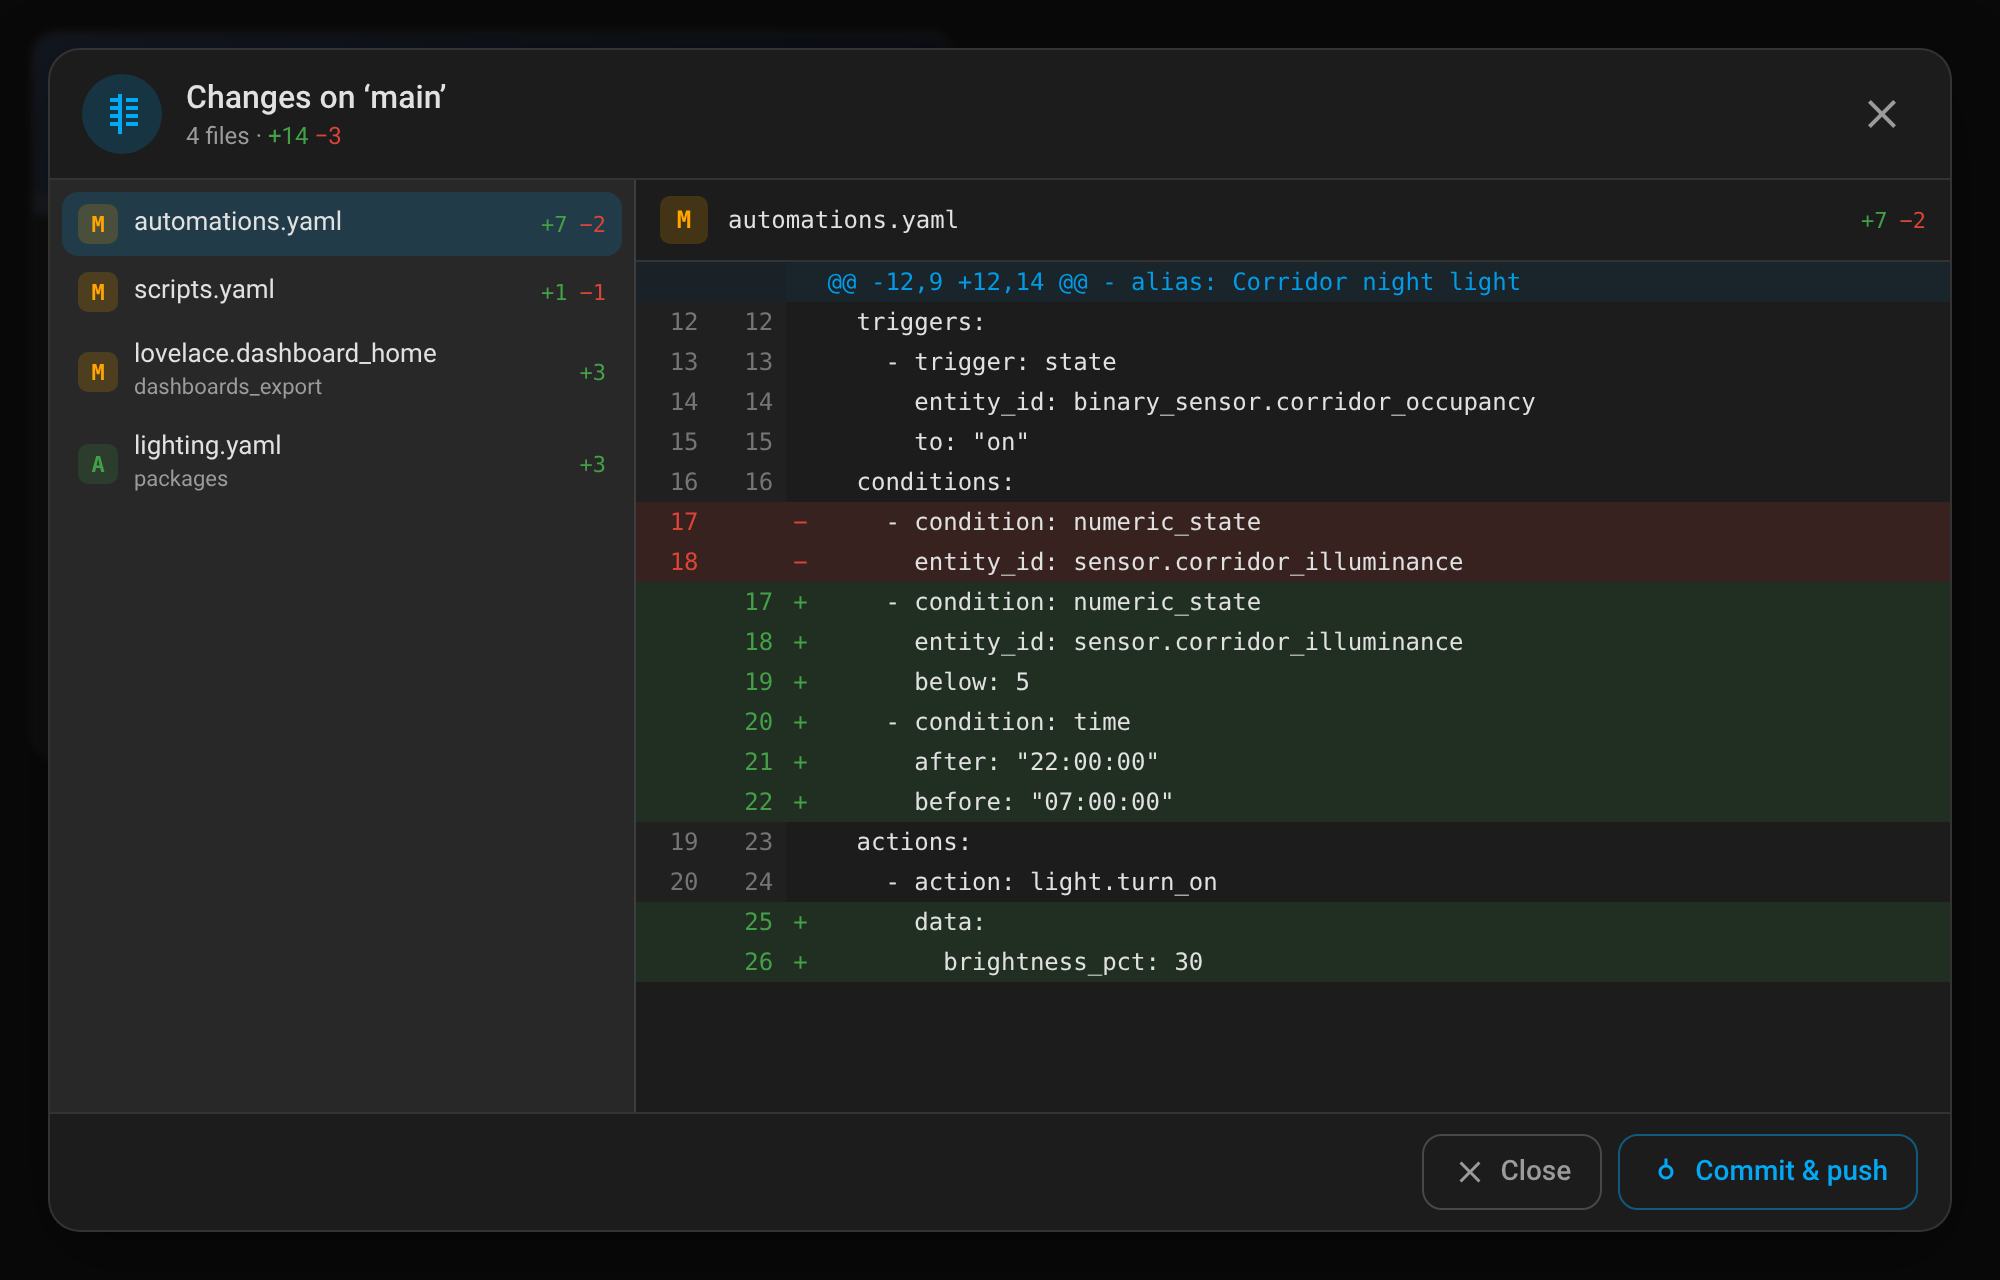 Changes on ‘main’
4 files · +14 −3
M automations.yaml +7 −2
M scripts.yaml +1 −1
M lovelace.dashboard_home +3
dashboards_export
A lighting.yaml +3
packages
M automations.yaml +7 −2
@@ -12,9 +12,14 @@ - alias: Corridor night light
12 12 triggers:
13 13 - trigger: state
14 14 entity_id: binary_sensor.corridor_occupancy
15 15 to: "on"
16 16 conditions:
17 − - condition: numeric_state
18 − entity_id: sensor.corridor_illuminance
17 + - condition: numeric_state
18 + entity_id: sensor.corridor_illuminance
19 + below: 5
20 + - condition: time
21 + after: "22:00:00"
22 + before: "07:00:00"
19 23 actions:
20 24 - action: light.turn_on
25 + data:
26 + brightness_pct: 30
Close
Commit & push